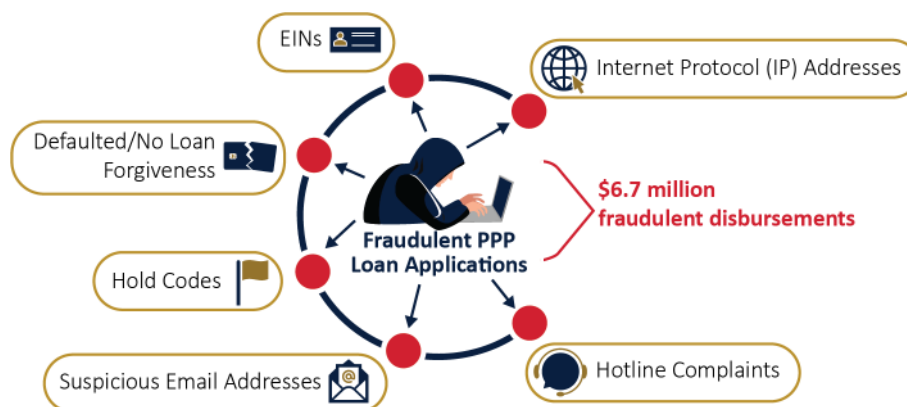 EINs
Internet Protocol (IP) Addresses
Defaulted/No Loan
Forgiveness
$6.7 million
fraudulent disbursements
Fraudulent PPP
Loan Applications
Hold Codes
Suspicious Email Addresses
@
Hotline Complaints